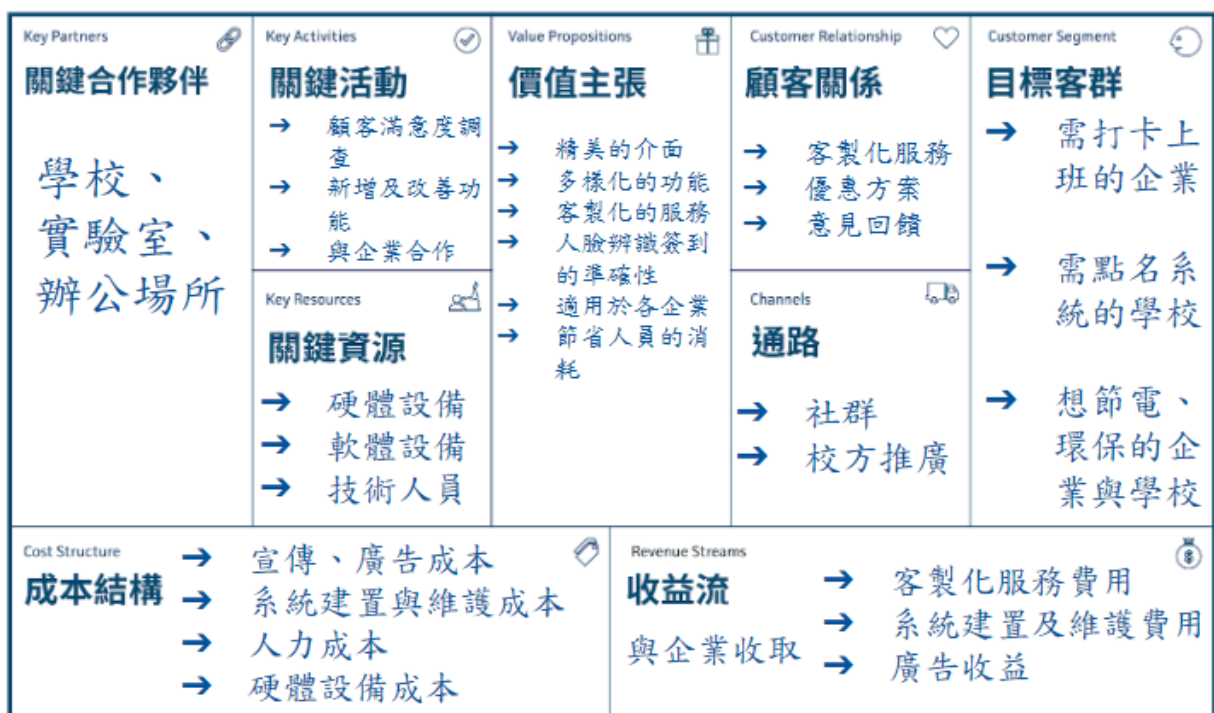 Key Partners
關鍵合作夥伴
學校、
實驗室、
辦公場所
Key Activities
關鍵活動
→ 顧客滿意度調
查
→ 新增及改善功
能
→ 與企業合作
Key Resources
關鍵資源
→ 硬體設備
→ 軟體設備
→ 技術人員
Value Propositions
價值主張
→ 精美的介面
→ 多樣化的功能
→ 客製化的服務
→ 人臉辨識簽到
的準確性
→ 適用於各企業
→ 節省人員的消
耗
Customer Relationship
顧客關係
→ 客製化服務
→ 優惠方案
→ 意見回饋
Channels
通路
→ 社群
→ 校方推廣
Customer Segment
目標客群
→ 需打卡上
班的企業
→ 需點名系
統的學校
→ 想節電、
環保的企
業與學校
Cost Structure
成本結構
→ 宣傳、廣告成本
→ 系統建置與維護成本
→ 人力成本
→ 硬體設備成本
Revenue Streams
收益流
與企業收取
→ 客製化服務費用
→ 系統建置及維護費用
→ 廣告收益